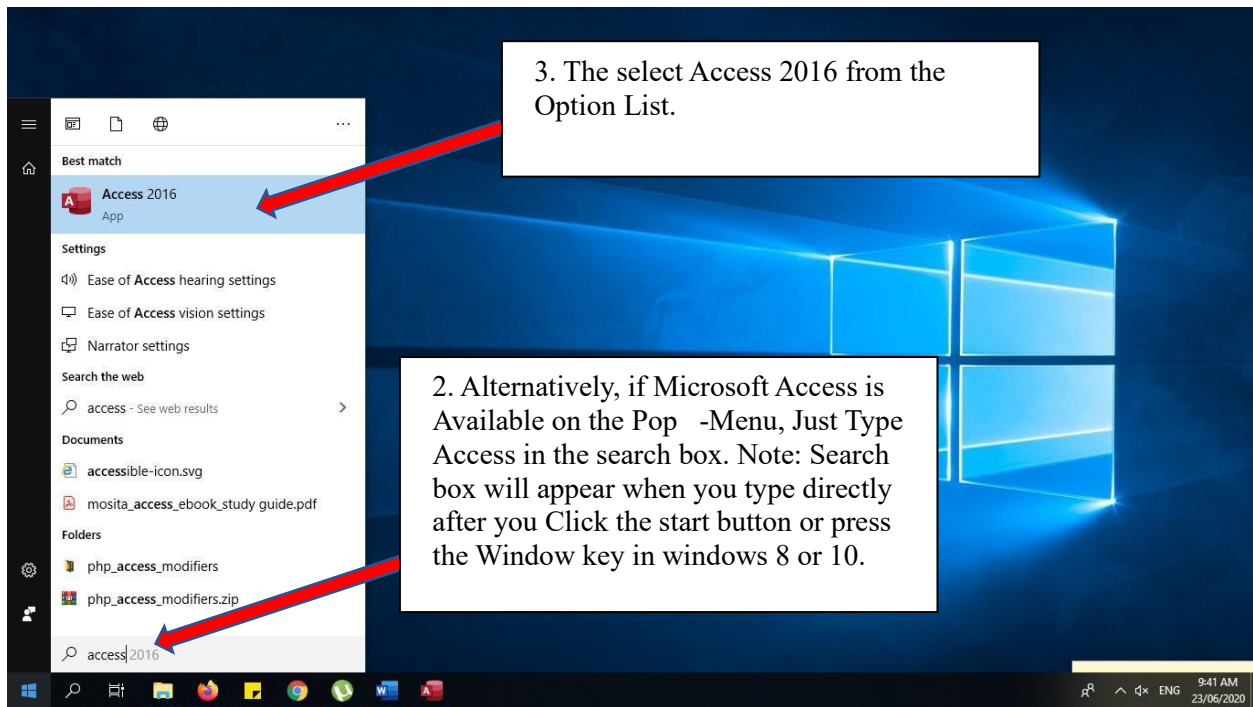 3. The select Access 2016 from the
Option List.
Best match
Access 2016
App
Settings
Ease of Access hearing settings
Ease of Access vision settings
Narrator settings
Search the web
access - See web results
Documents
accessible-icon.svg
mosita_access_ebook_study guide.pdf
Folders
php_access_modifiers
php_access_modifiers.zip
access 2016
2. Alternatively, if Microsoft Access is
Available on the Pop -Menu, Just Type
Access in the search box. Note: Search
box will appear when you type directly
after you Click the start button or press
the Window key in windows 8 or 10.
ENG
9:41 AM
23/06/2020